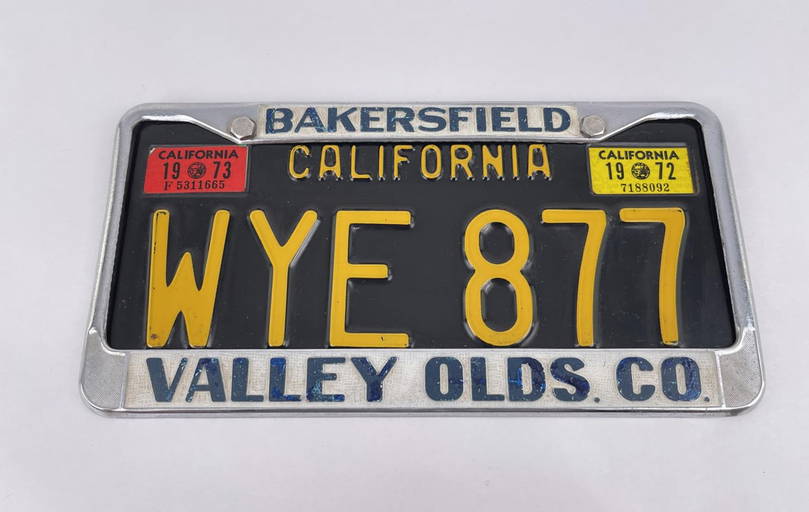 BAKERSFIELD
CALIFORNIA
19 73
F 5311665
CALIFORNIA
CALIFORNIA
19 72
7188092
WYE 877
VALLEY OLDS. CO.